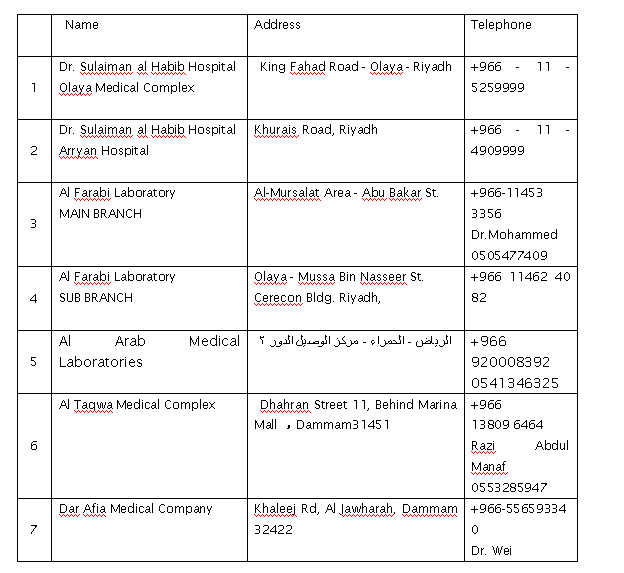 Name Address Telephone
1 Dr. Sulaiman al Habib Hospital King Fahad Road - Olaya - Riyadh +966 - 11 -
Olaya Medical Complex 5259999
2 Dr. Sulaiman al Habib Hospital Khurais Road, Riyadh +966 - 11 -
Arryan Hospital 4909999
3 Al Farabi Laboratory Al-Mursalat Area - Abu Bakar St. +966-11453
MAIN BRANCH 3356
Dr.Mohammed
0505477409
4 Al Farabi Laboratory Olaya - Mussa Bin Nasseer St. +966 11462 40
SUB BRANCH Cerecon Bldg. Riyadh, 82
5 Al Arab Medical الرياض - الحمراء - مركز الوصيل الدور ٢ +966
Laboratories 920008392
0541346325
6 Al Taqwa Medical Complex Dhahran Street 11, Behind Marina +966
Mall ، Dammam31451 13809 6464
Razi Abdul
Manaf
0553285947
7 Dar Afia Medical Company Khaleej Rd, Al Jawharah, Dammam +966-55659334
32422 0
Dr. Wei